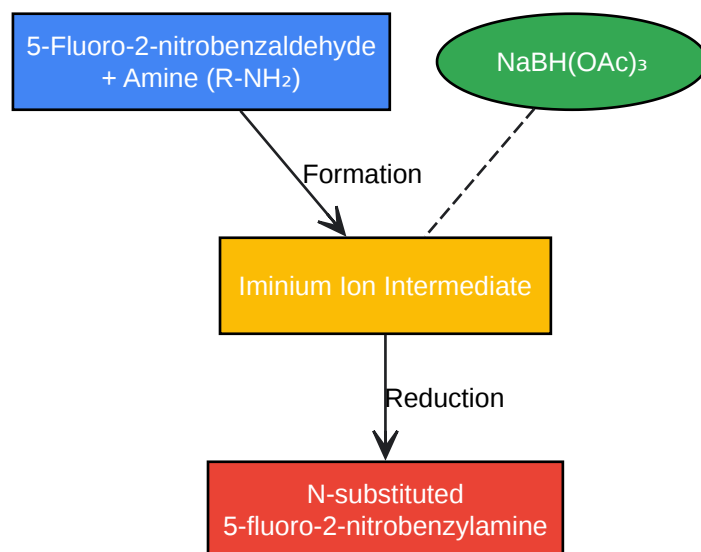 5-Fluoro-2-nitrobenzaldehyde
+ Amine (R-NH₂)
NaBH(OAc)₃
Formation
Iminium Ion Intermediate
Reduction
N-substituted
5-fluoro-2-nitrobenzylamine